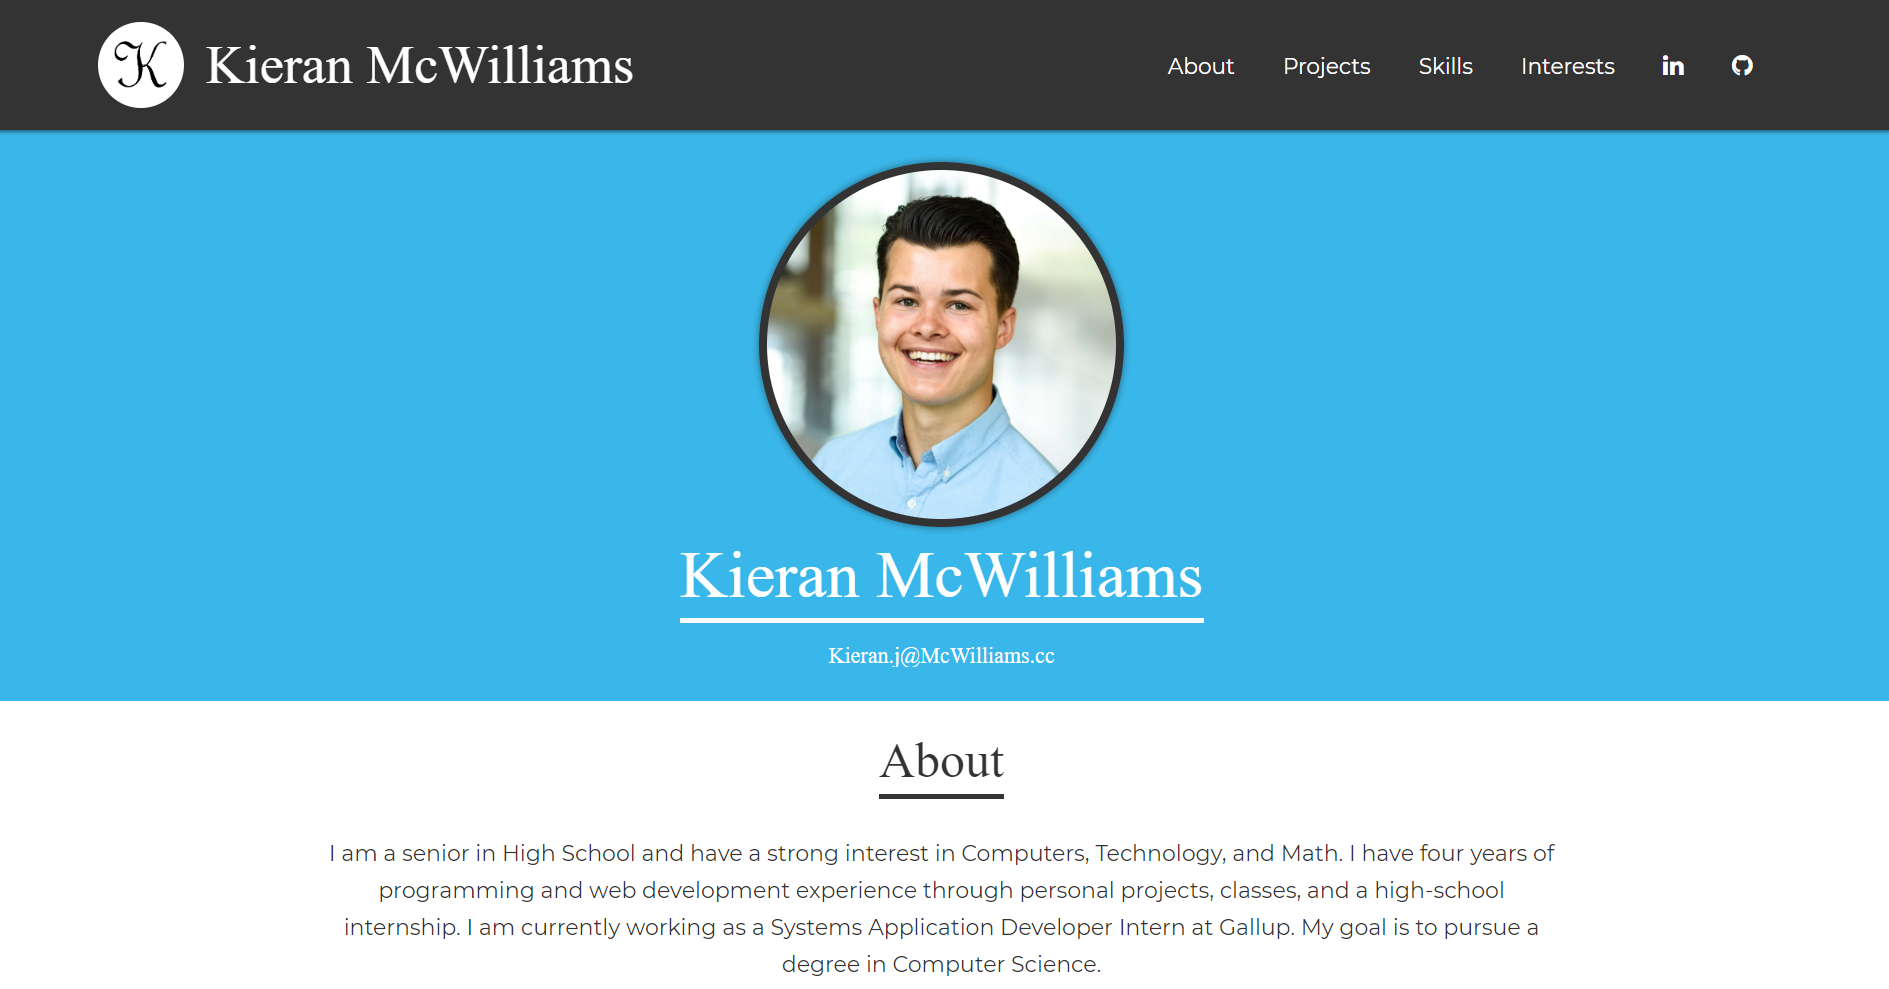 K
Kieran McWilliams
About Projects Skills Interests in
Kieran McWilliams
Kieran.j@McWilliams.cc
About
I am a senior in High School and have a strong interest in Computers, Technology, and Math. I have four years of
programming and web development experience through personal projects, classes, and a high-school
internship. I am currently working as a Systems Application Developer Intern at Gallup. My goal is to pursue a
degree in Computer Science.